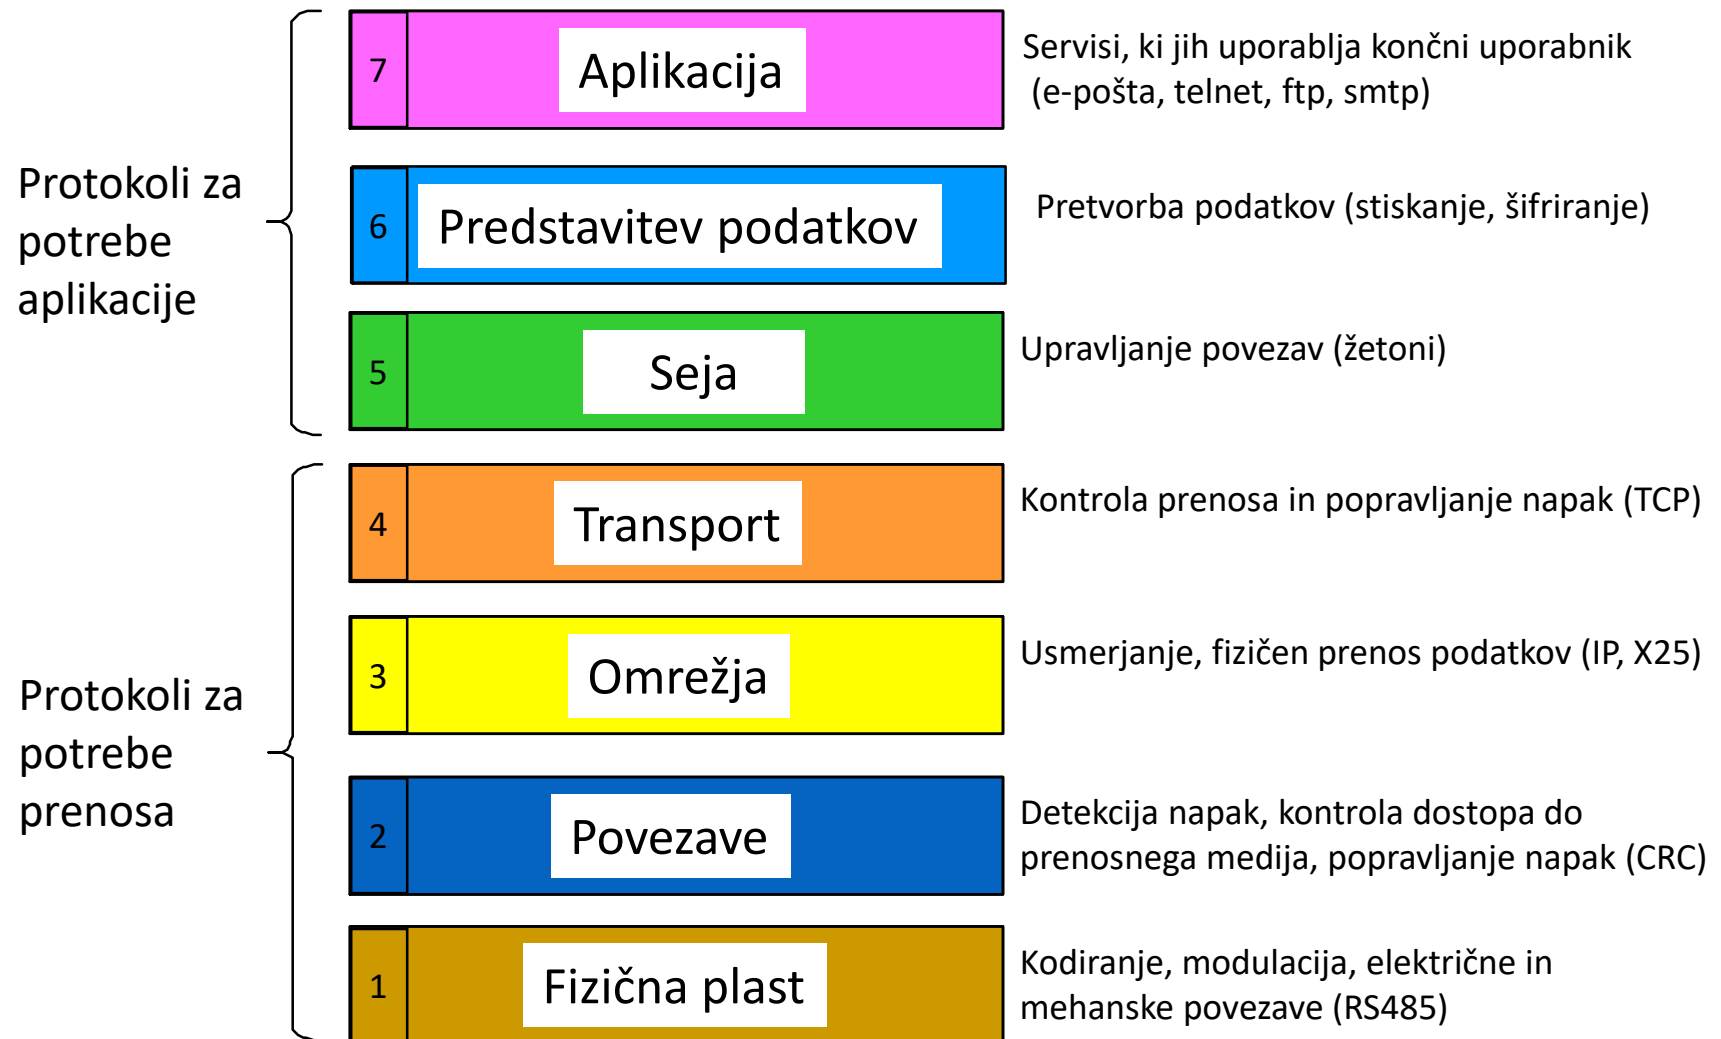 Protokoli za
potrebe
aplikacije
7
Aplikacija
Servisi, ki jih uporablja končni uporabnik
(e-pošta, telnet, ftp, smtp)
6
Predstavitev podatkov
Pretvorba podatkov (stiskanje, šifriranje)
5
Seja
Upravljanje povezav (žetoni)
Protokoli za
potrebe
prenosa
4
Transport
Kontrola prenosa in popravljanje napak (TCP)
3
Omrežja
Usmerjanje, fizičen prenos podatkov (IP, X25)
2
Povezave
Detekcija napak, kontrola dostopa do
prenosnega medija, popravljanje napak (CRC)
1
Fizična plast
Kodiranje, modulacija, električne in
mehanske povezave (RS485)